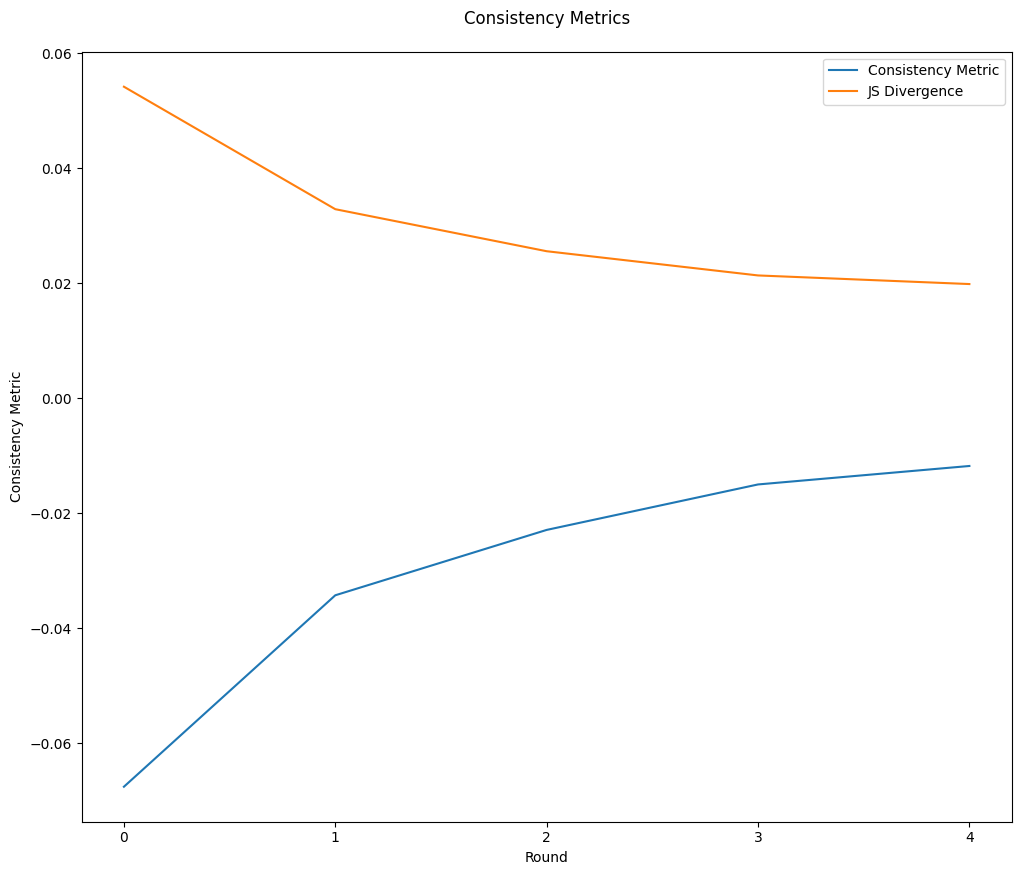 Consistency Metrics
Consistency Metric
JS Divergence
0.06
0.04
0.02
0.00
−0.02
−0.04
−0.06
Consistency Metric
0 1 2 3 4
Round